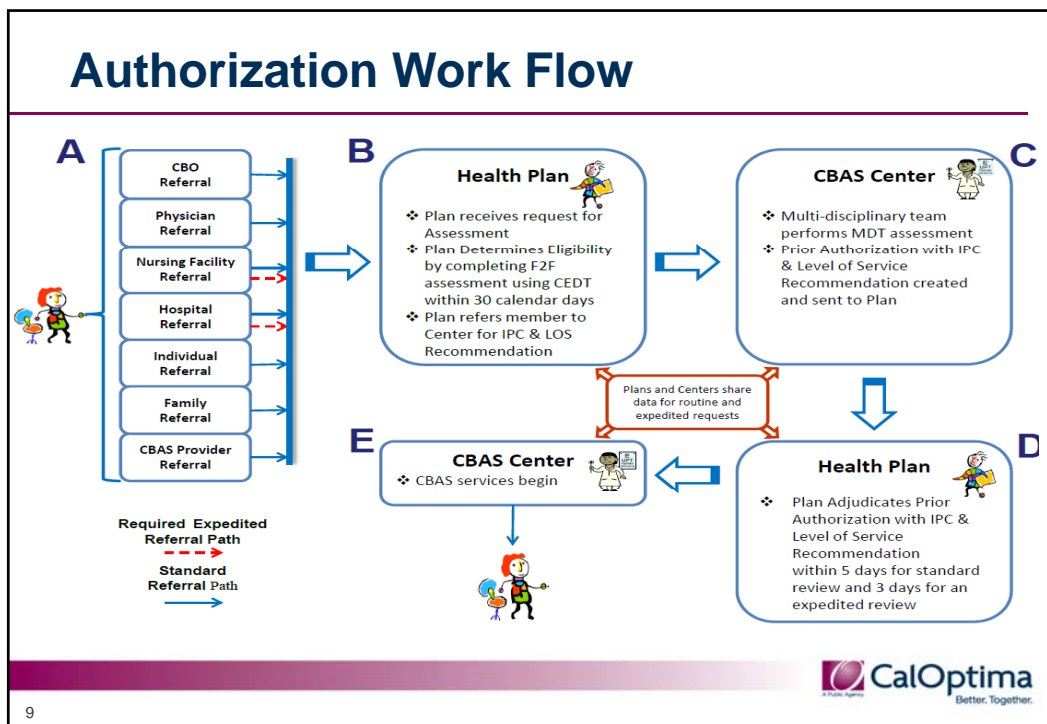 Authorization Work Flow
A
CBO
Referral
Physician
Referral
Nursing Facility
Referral
Hospital
Referral
Individual
Referral
Family
Referral
CBAS Provider
Referral
Required Expedited
Referral Path
Standard
Referral Path
B
Health Plan
❖ Plan receives request for
Assessment
❖ Plan Determines Eligibility
by completing F2F
assessment using CEDT
within 30 calendar days
❖ Plan refers member to
Center for IPC & LOS
Recommendation
C
CBAS Center
❖ Multi-disciplinary team
performs MDT assessment
❖ Prior Authorization with IPC
& Level of Service
Recommendation created
and sent to Plan
Plans and Centers share
data for routine and
expedited requests
D
Health Plan
❖ Plan Adjudicates Prior
Authorization with IPC &
Level of Service
Recommendation
within 5 days for standard
review and 3 days for an
expedited review
E
CBAS Center
❖ CBAS services begin
A Public Agency
CalOptima
Better. Together.
9